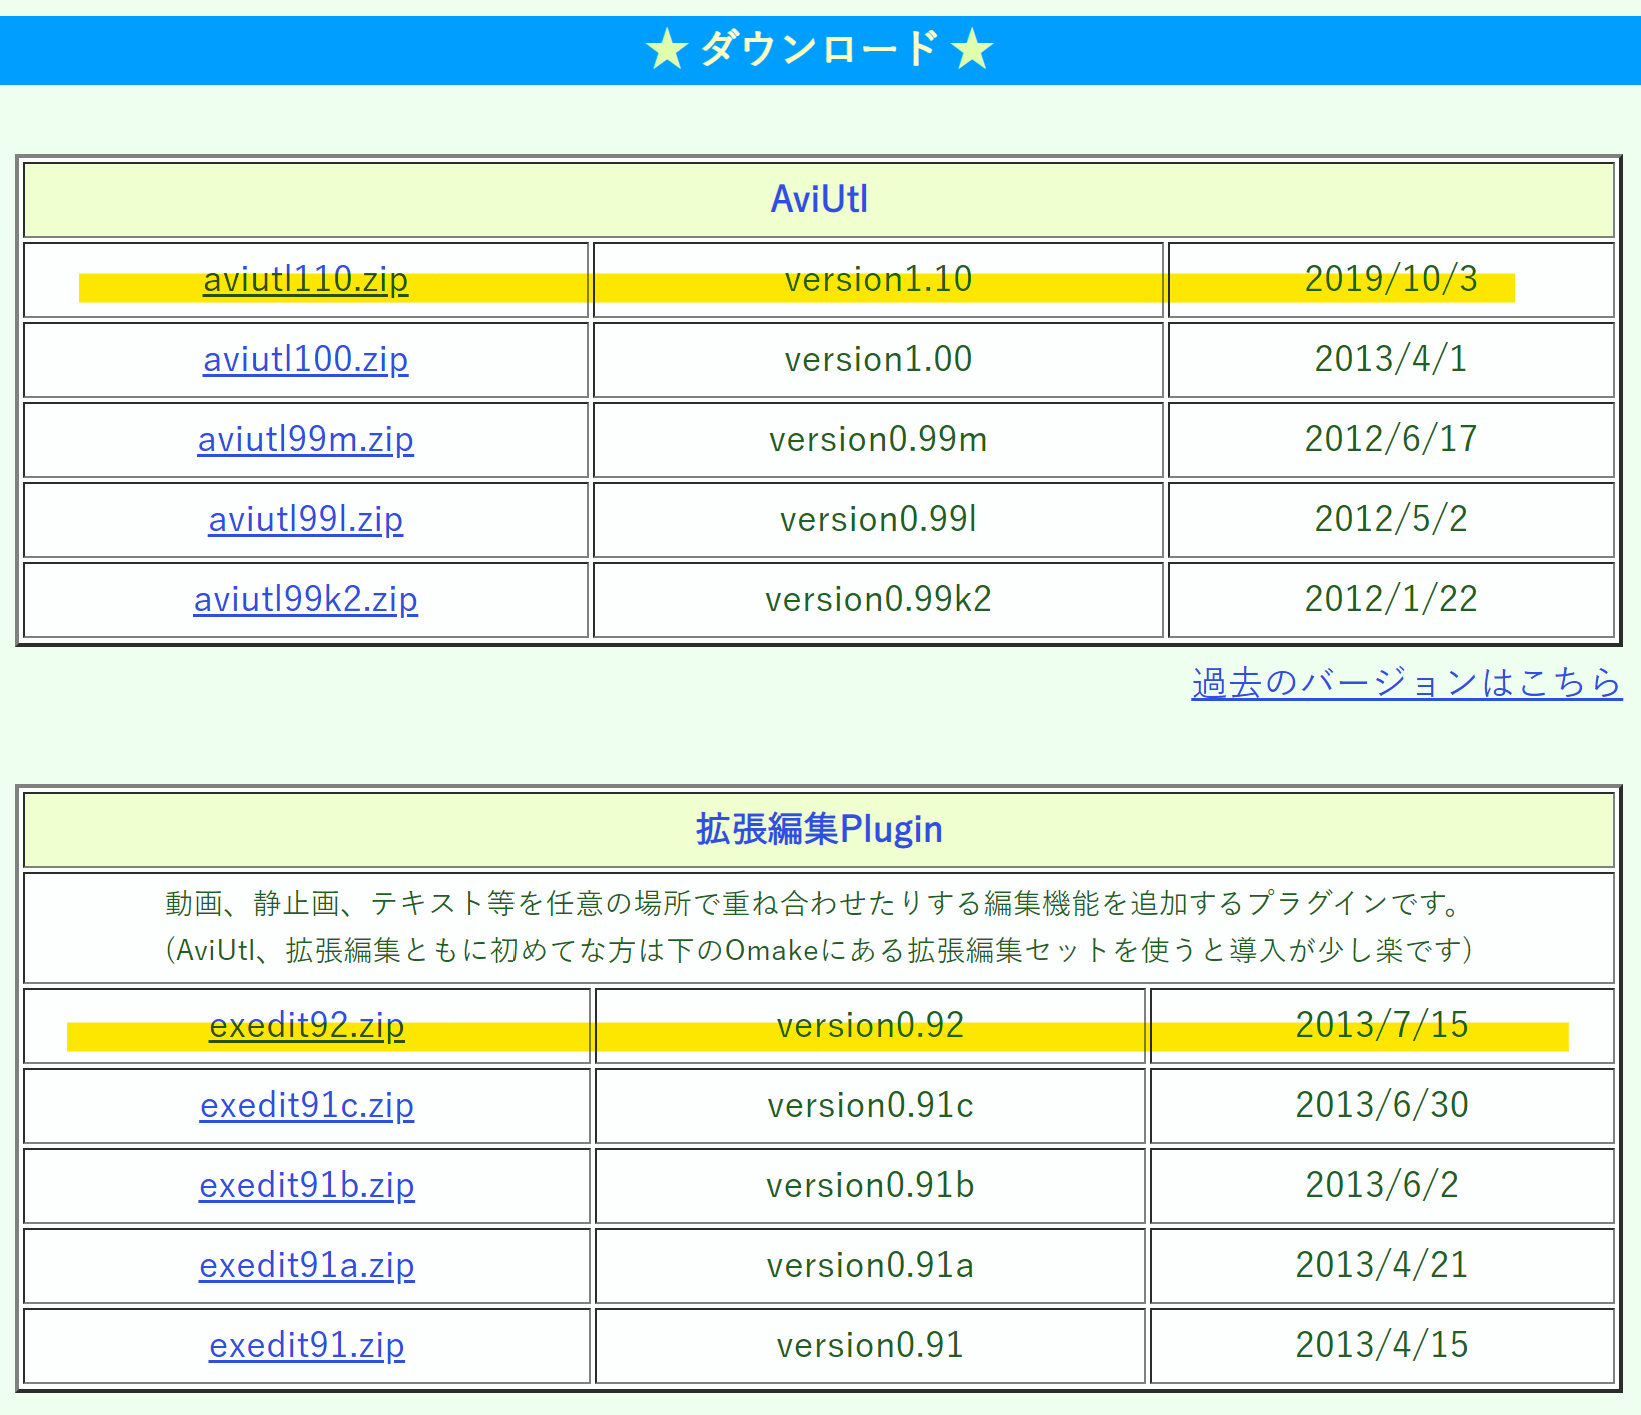 ★ ダウンロード ★
AviUtl
aviutl110.zip version1.10 2019/10/3
aviutl100.zip version1.00 2013/4/1
aviutl99m.zip version0.99m 2012/6/17
aviutl99l.zip version0.99l 2012/5/2
aviutl99k2.zip version0.99k2 2012/1/22
過去のバージョンはこちら
拡張編集Plugin
動画、静止画、テキスト等を任意の場所で重ね合わせたりする編集機能を追加するプラグインです。
(AviUtl、拡張編集ともに初めてな方は下のOmakeにある拡張編集セットを使うと導入が少し楽です)
exedit92.zip version0.92 2013/7/15
exedit91c.zip version0.91c 2013/6/30
exedit91b.zip version0.91b 2013/6/2
exedit91a.zip version0.91a 2013/4/21
exedit91.zip version0.91 2013/4/15